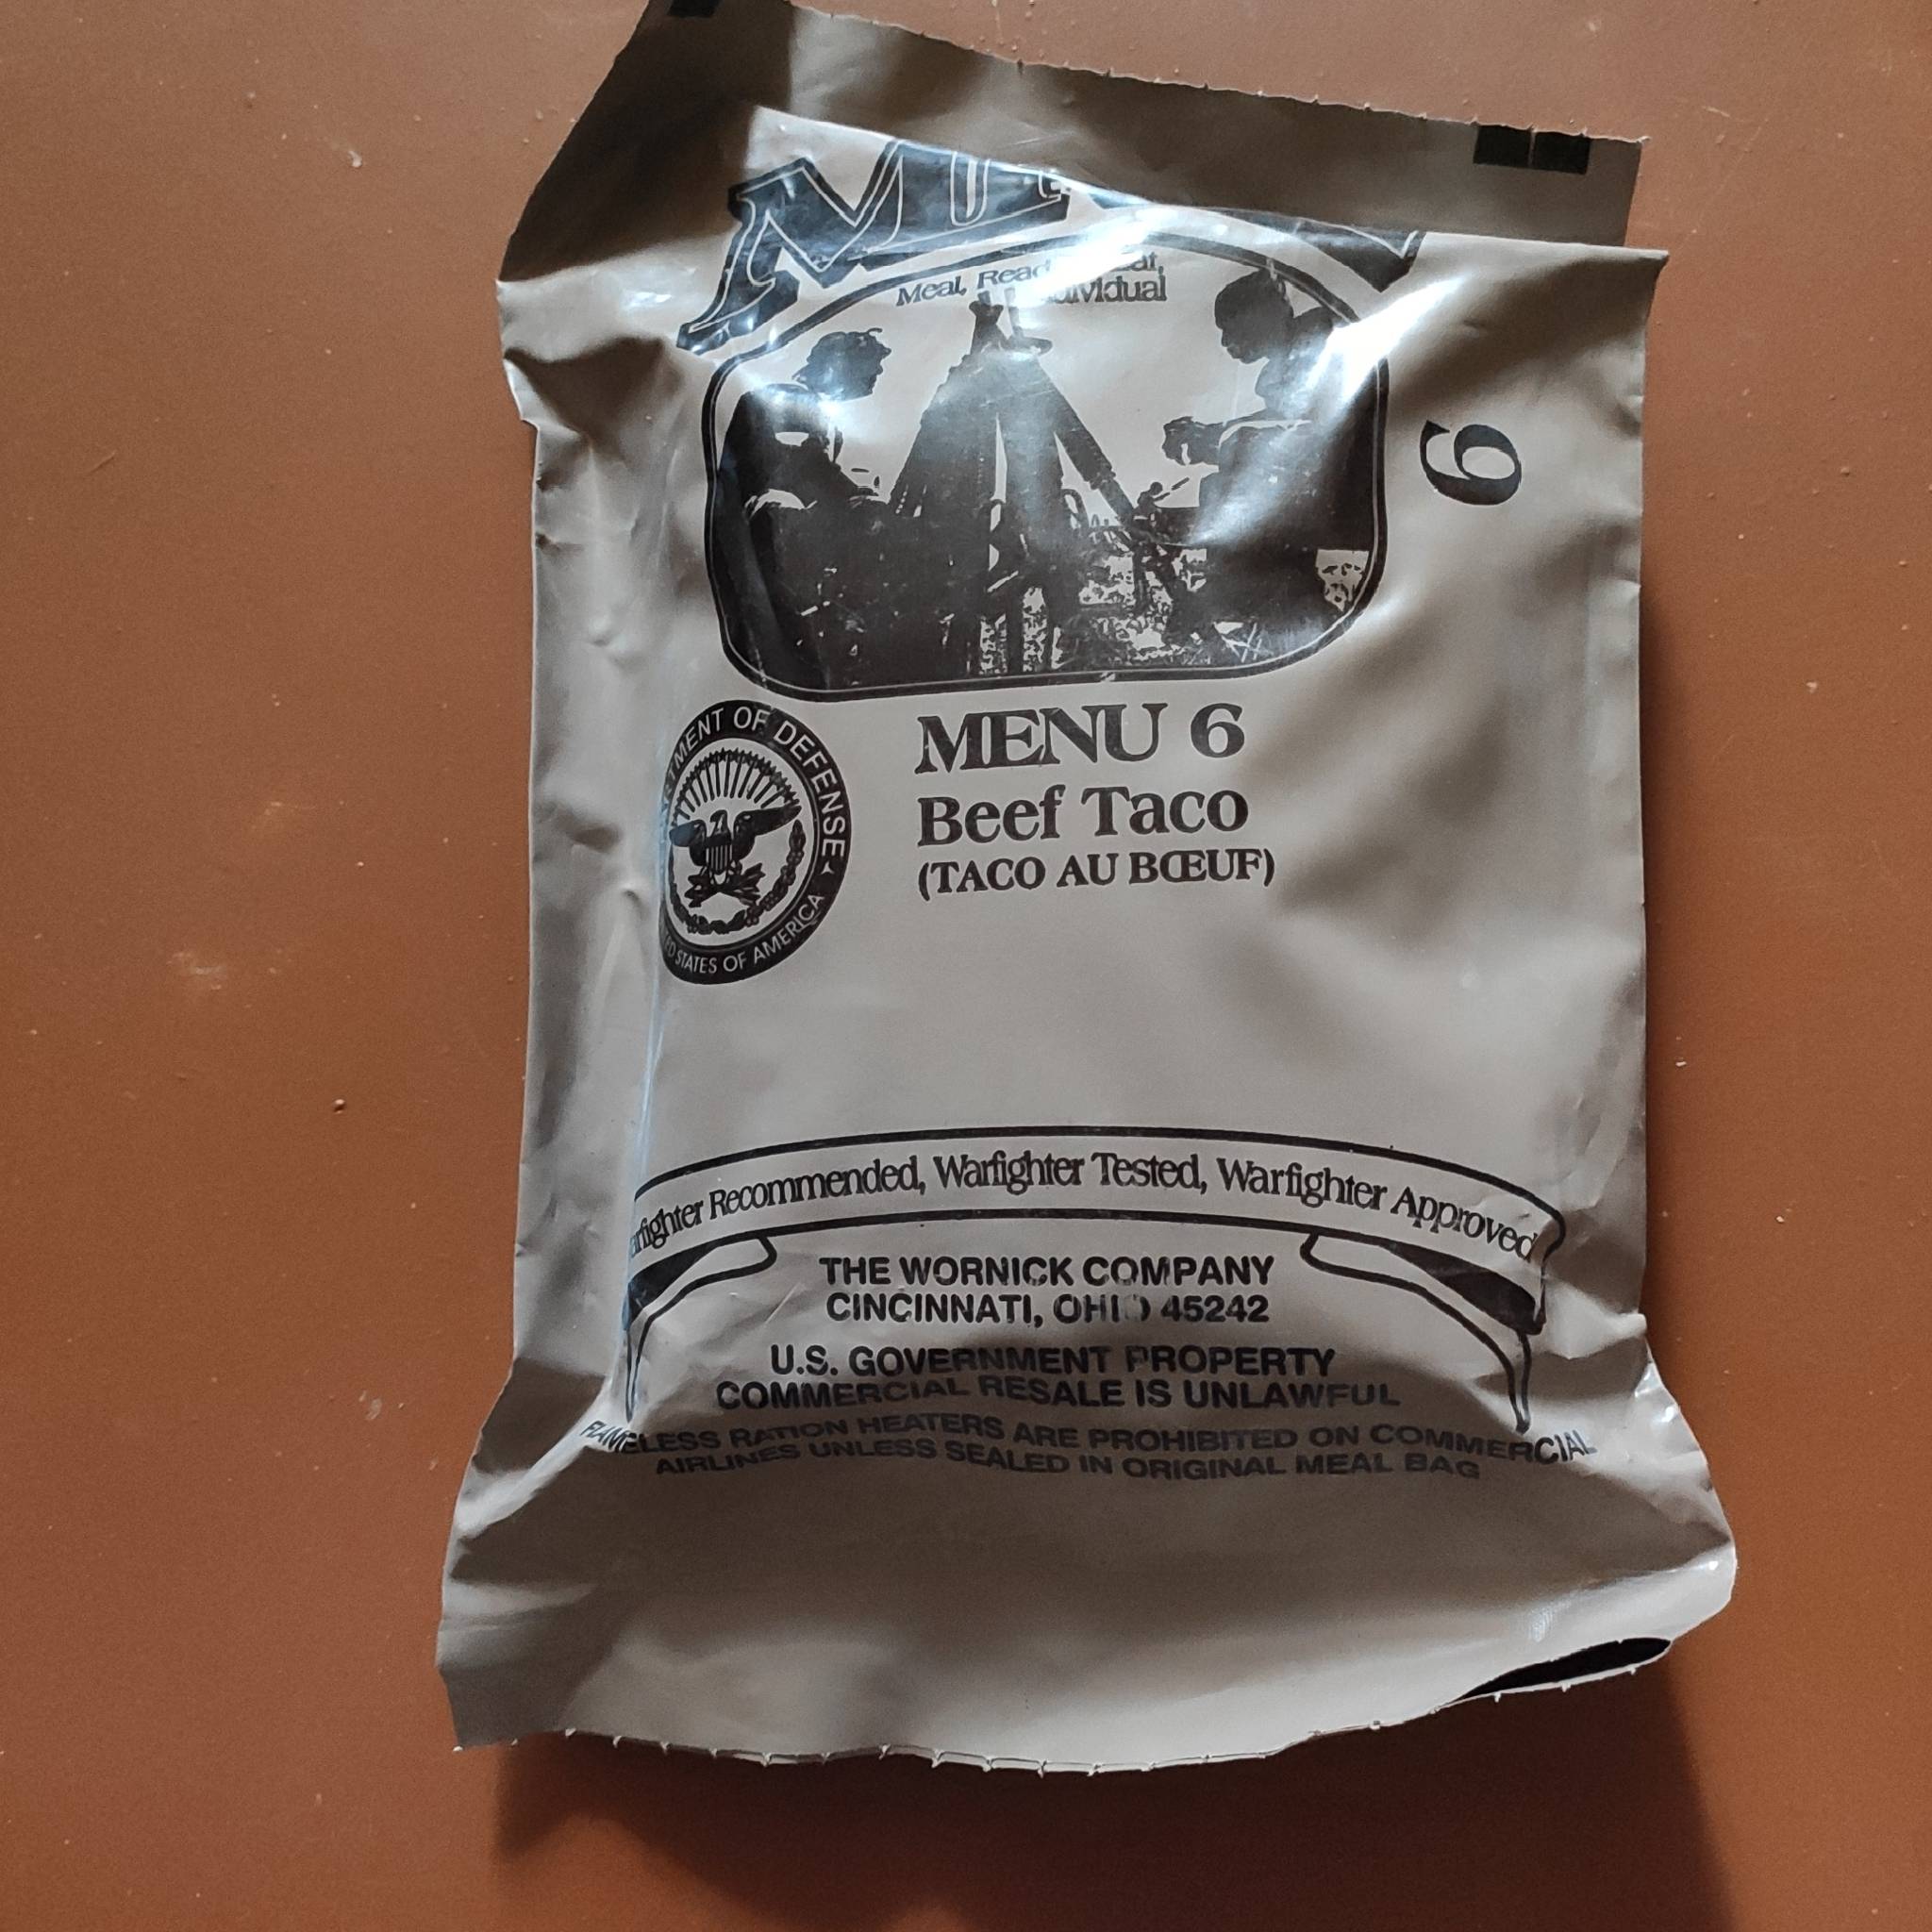 Meal,
MENU 6
Beef Taco
(TACO AU BŒUF)
6
DEPARTMENT OF DEFENSE
UNITED STATES OF AMERICA
Recommended, Warfighter Tested, Warfighter Approved
THE WORNICK COMPANY
CINCINNATI, OHIO 45242
U.S. GOVERNMENT PROPERTY
COMMERCIAL RESALE IS UNLAWFUL
FLAMELESS RATION HEATERS ARE PROHIBITED ON COMMERCIAL
AIRLINES UNLESS SEALED IN ORIGINAL MEAL BAG